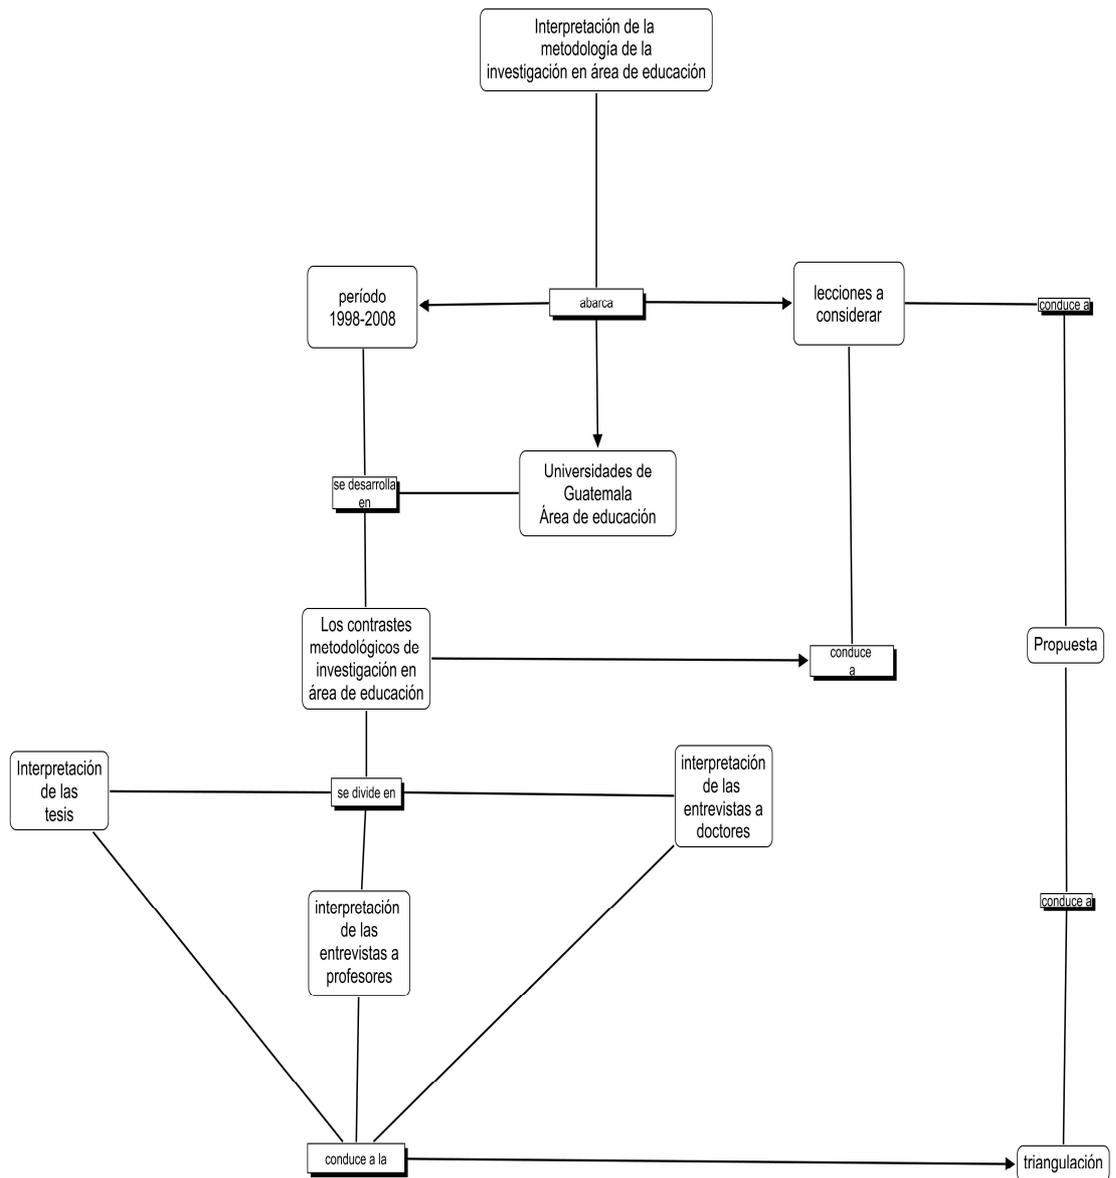 Interpretación de la
metodología de la
investigación en área de educación
período
1998-2008
abarca
lecciones a
considerar
conduce a
se desarrolla
en
Universidades de
Guatemala
Área de educación
Los contrastes
metodológicos de
investigación en
área de educación
conduce
a
Propuesta
Interpretación
de las
tesis
se divide en
interpretación
de las
entrevistas a
doctores
interpretación
de las
entrevistas a
profesores
conduce a
conduce a la
triangulación